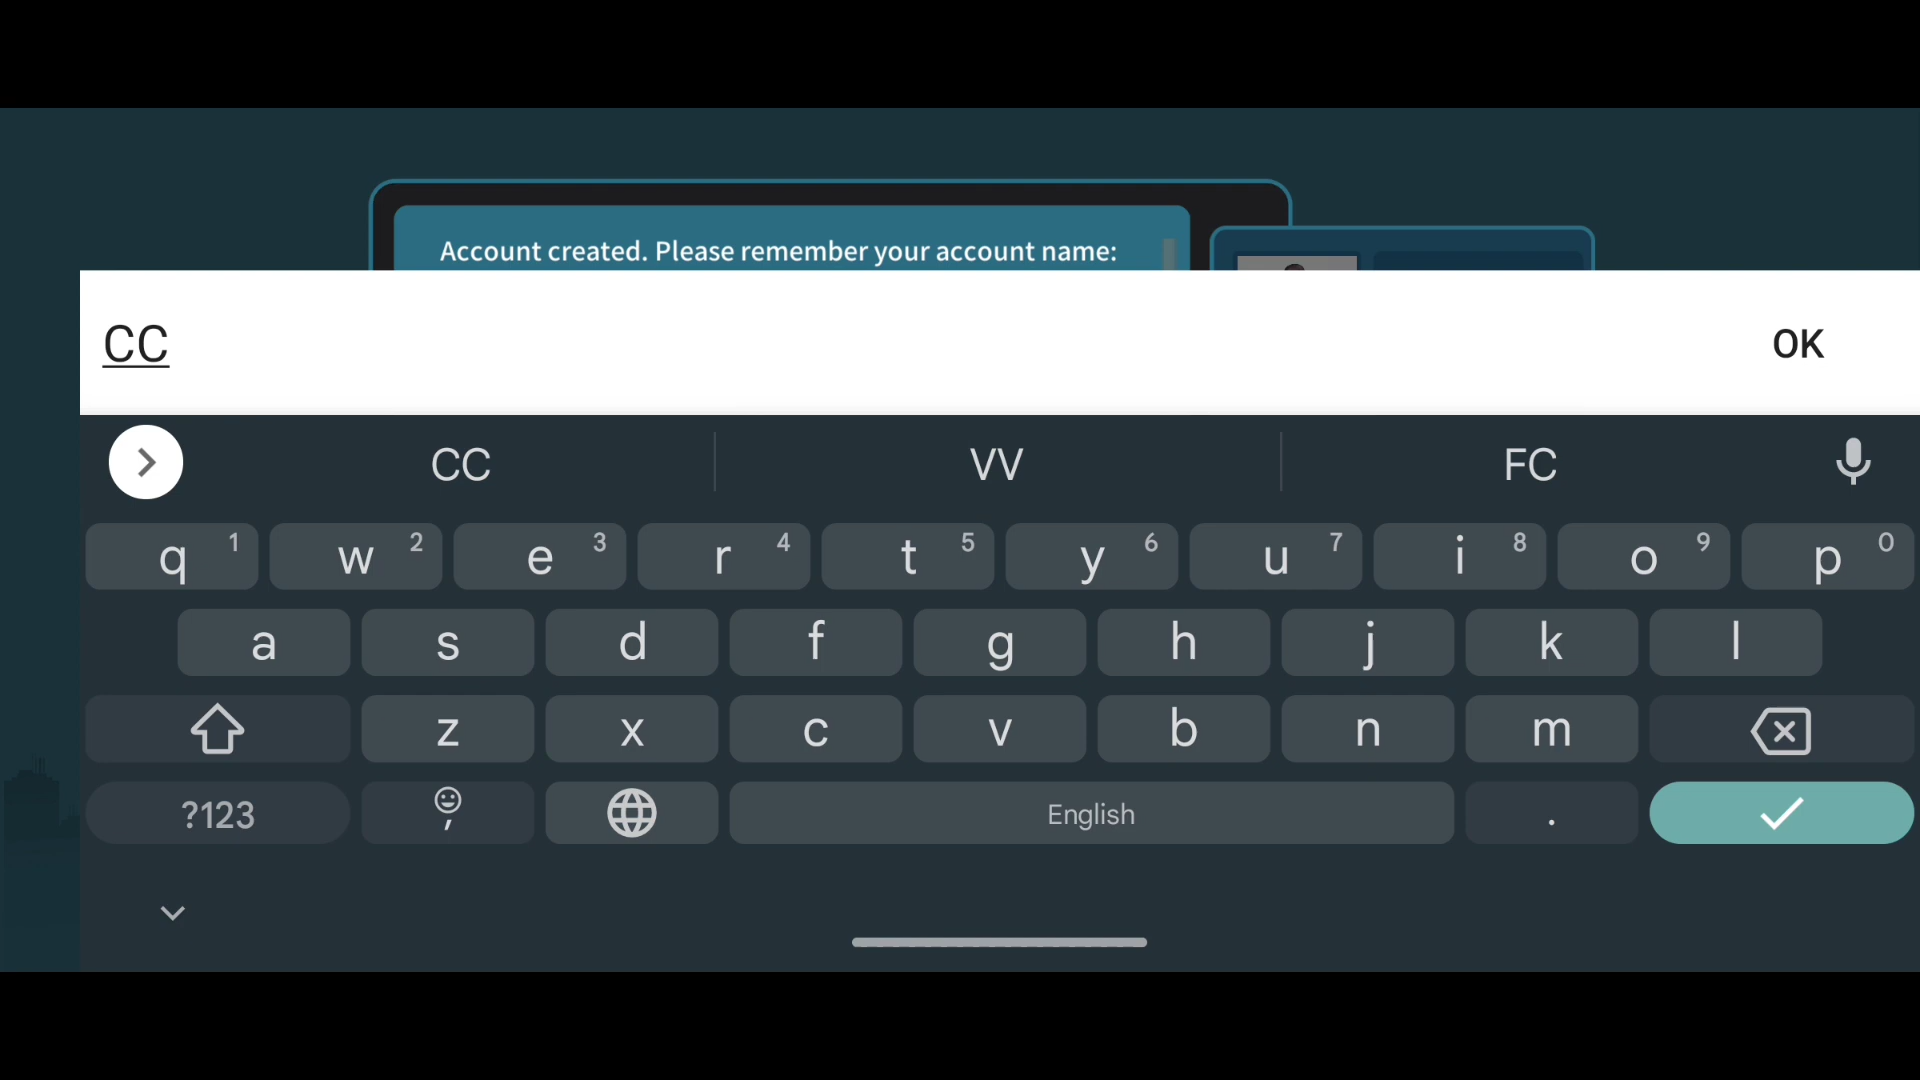 Account created. Please remember your account name:
CC
OK
CC VV FC
q 1 w 2 e 3 r 4 t 5 y 6 u 7 i 8 o 9 p 0
a s d f g h j k l
z x c v b n m
?123 , English .